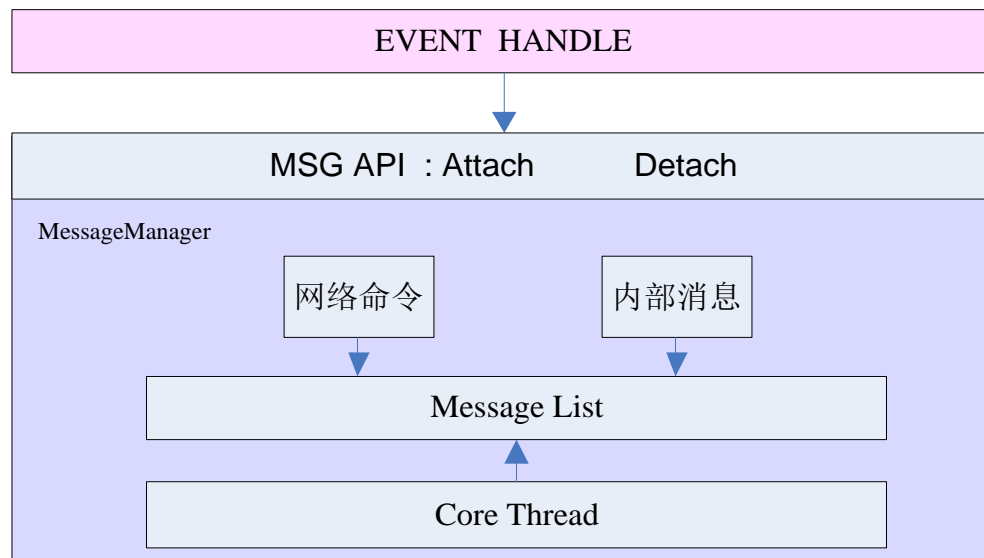 EVENT HANDLE
MSG API : Attach Detach
MessageManager
网络命令 内部消息
Message List
Core Thread